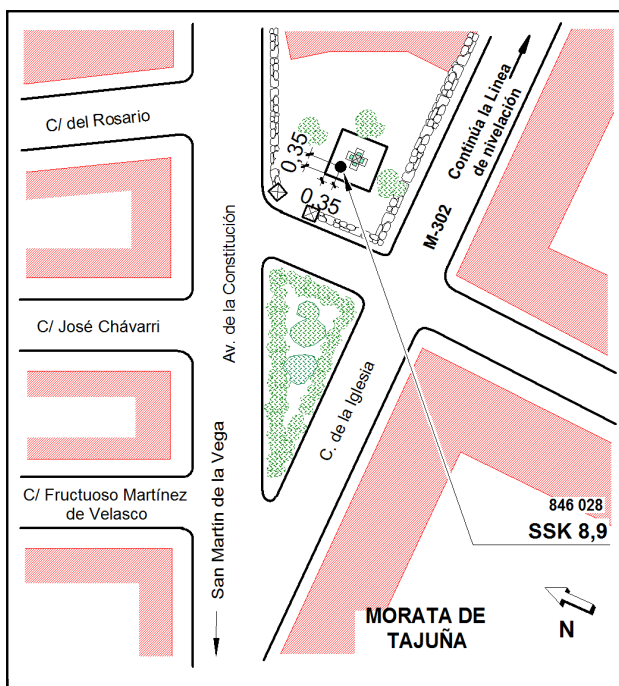 C/ del Rosario
0,35
0,35
Continúa la Linea
de nivelación
M-302
Av. de la Constitución
C/ José Chávarri
C. de la Iglesia
C/ Fructuoso Martínez
de Velasco
San Martín de la Vega
846 028
SSK 8,9
MORATA DE
TAJUÑA
N